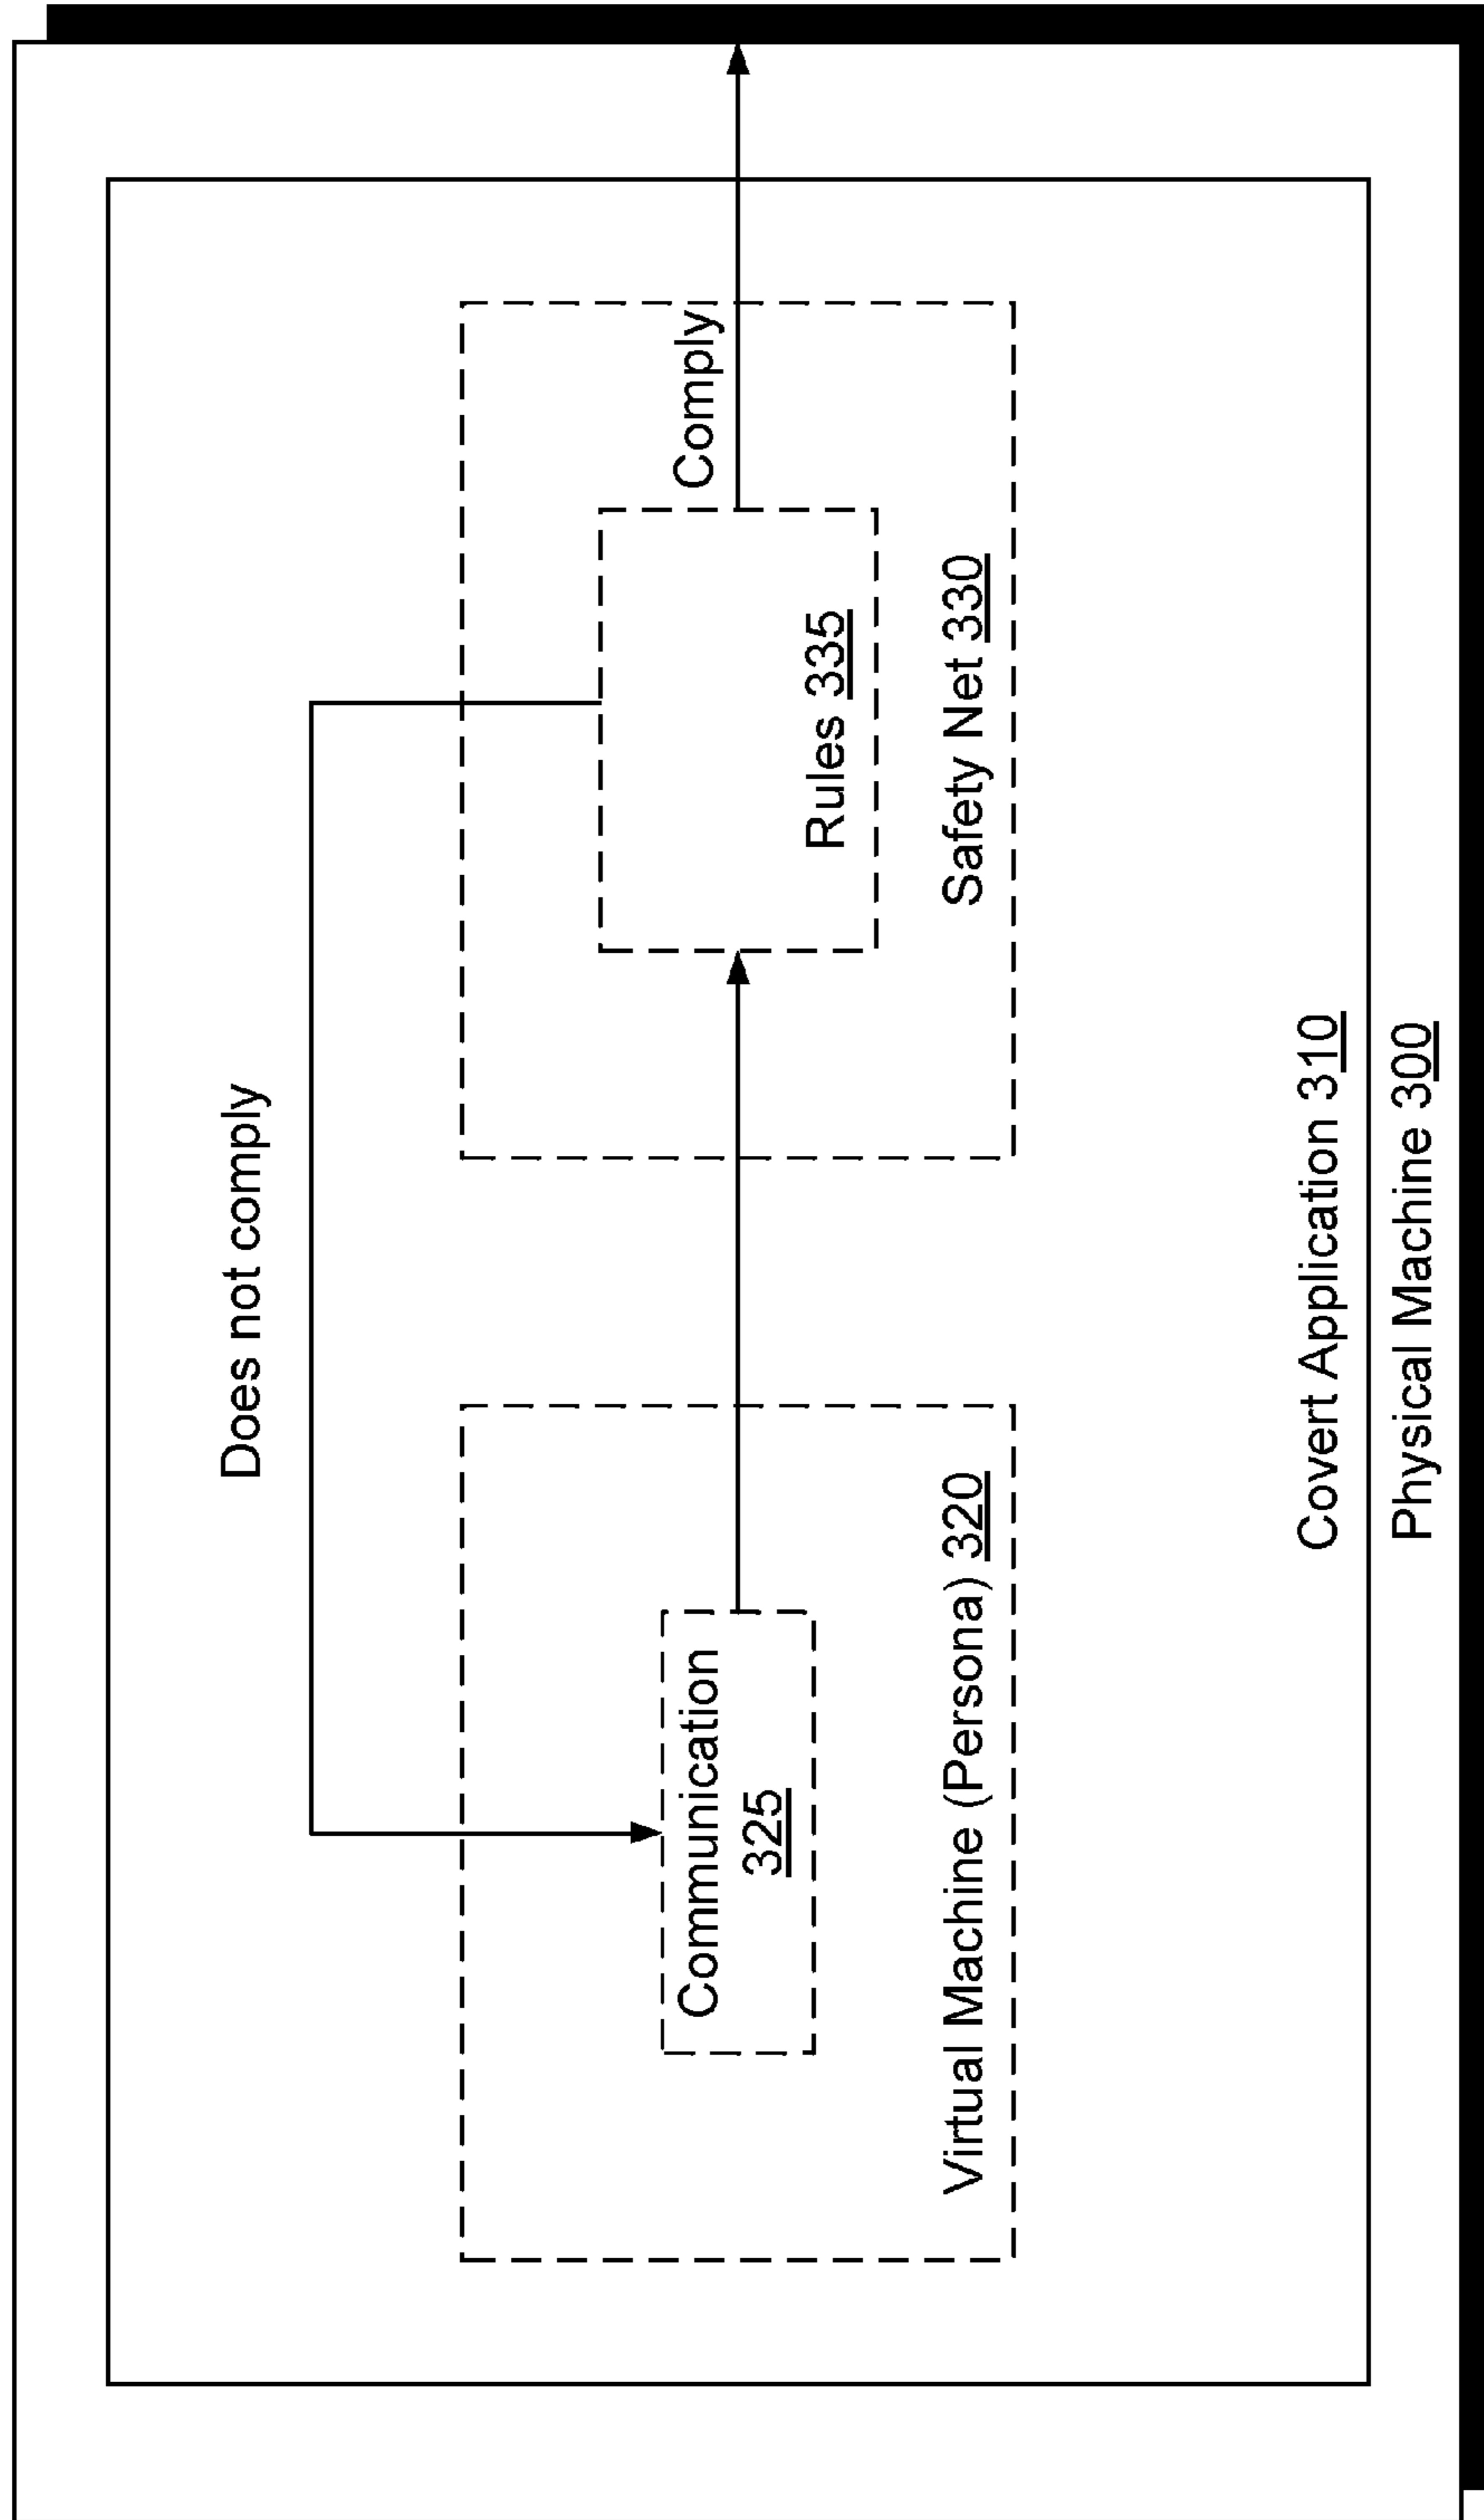 Does not comply
Communication
325
Comply
Rules 335
Virtual Machine (Persona) 320
Safety Net 330
Covert Application 310
Physical Machine 300